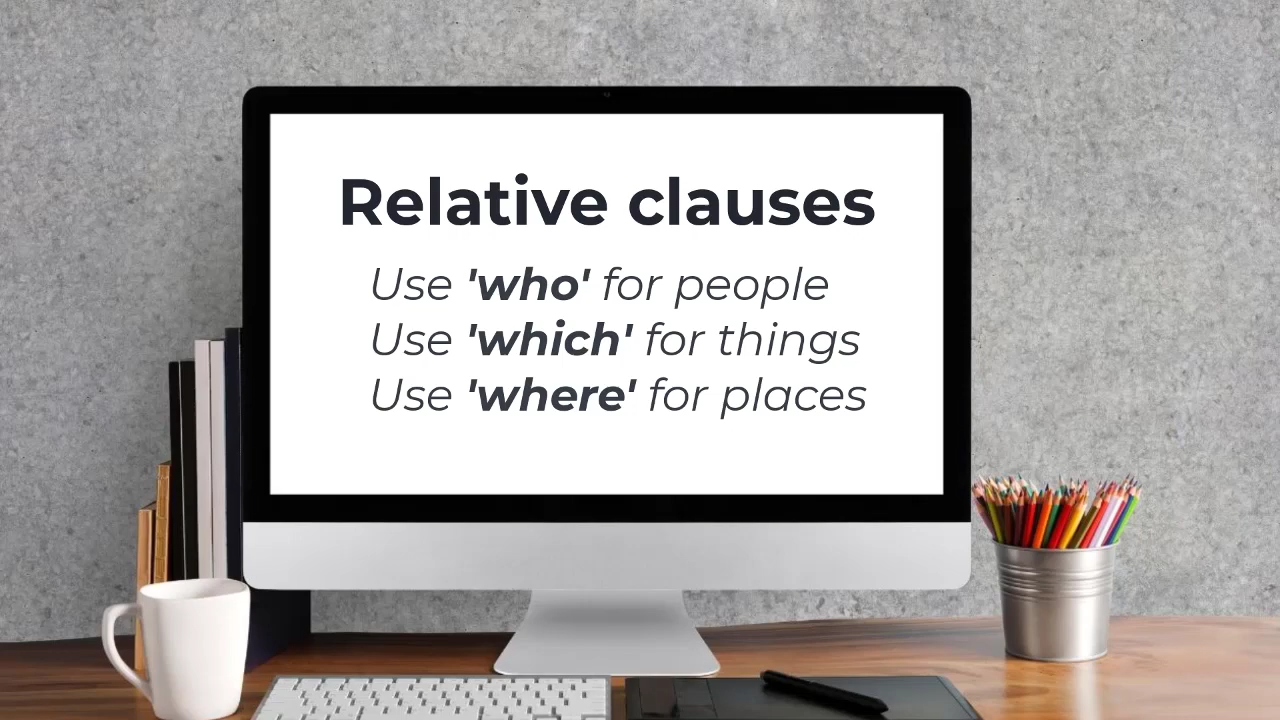 Relative clauses
Use 'who' for people
Use 'which' for things
Use 'where' for places